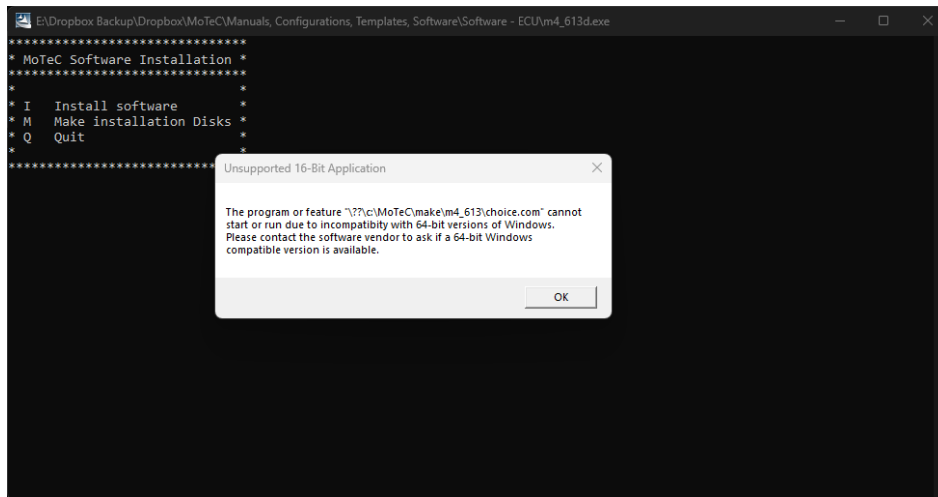 E:\Dropbox Backup\Dropbox\MoTeC\Manuals, Configurations, Templates, Software\Software - ECU\m4_613d.exe
*******************************
* MoTeC Software Installation *
*******************************
*                             *
* I   Install software        *
* M   Make installation Disks *
* Q   Quit                    *
*                             *
***************************
Unsupported 16-Bit Application
The program or feature "\??\c:\MoTeC\make\m4_613\choice.com" cannot
start or run due to incompatibity with 64-bit versions of Windows.
Please contact the software vendor to ask if a 64-bit Windows
compatible version is available.
OK